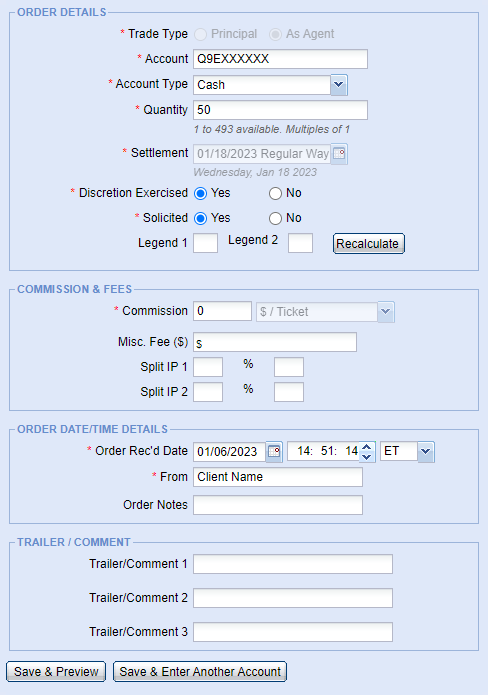 ORDER DETAILS
* Trade Type Principal As Agent
* Account Q9EXXXXXX
* Account Type Cash
* Quantity 50
1 to 493 available. Multiples of 1
* Settlement 01/18/2023 Regular Way
Wednesday, Jan 18 2023
* Discretion Exercised Yes No
* Solicited Yes No
Legend 1 Legend 2 Recalculate
COMMISSION & FEES
* Commission 0 $ / Ticket
Misc. Fee ($) $
Split IP 1 %
Split IP 2 %
ORDER DATE/TIME DETAILS
* Order Rec'd Date 01/06/2023 14: 51: 14 ET
* From Client Name
Order Notes
TRAILER / COMMENT
Trailer/Comment 1
Trailer/Comment 2
Trailer/Comment 3
Save & Preview Save & Enter Another Account